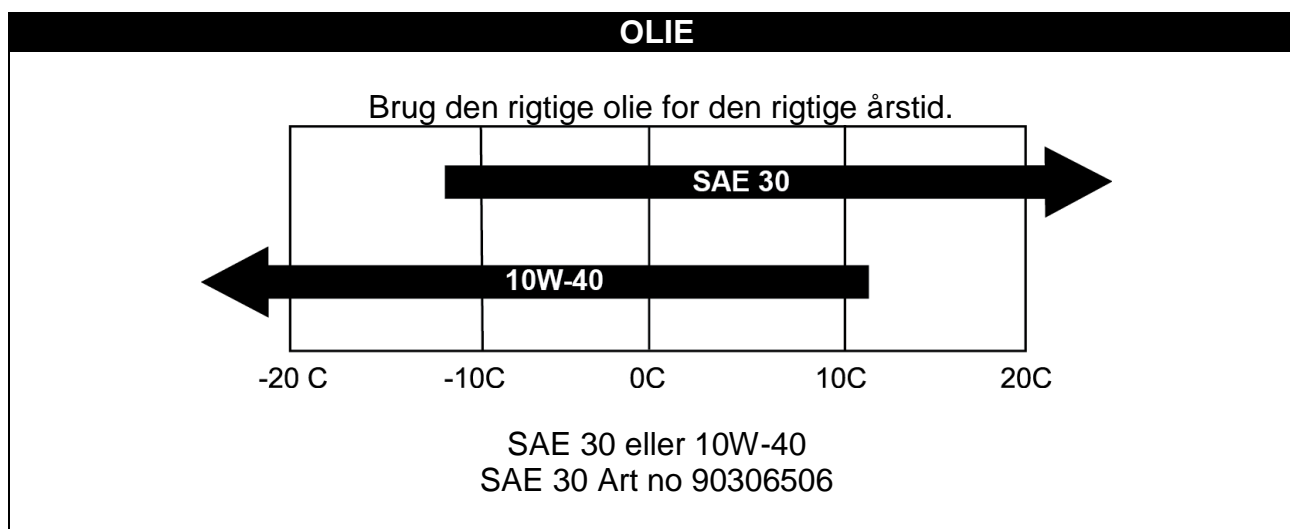 OLIE
Brug den rigtige olie for den rigtige årstid.
SAE 30
10W-40
-20 C -10C 0C 10C 20C
SAE 30 eller 10W-40
SAE 30 Art no 90306506